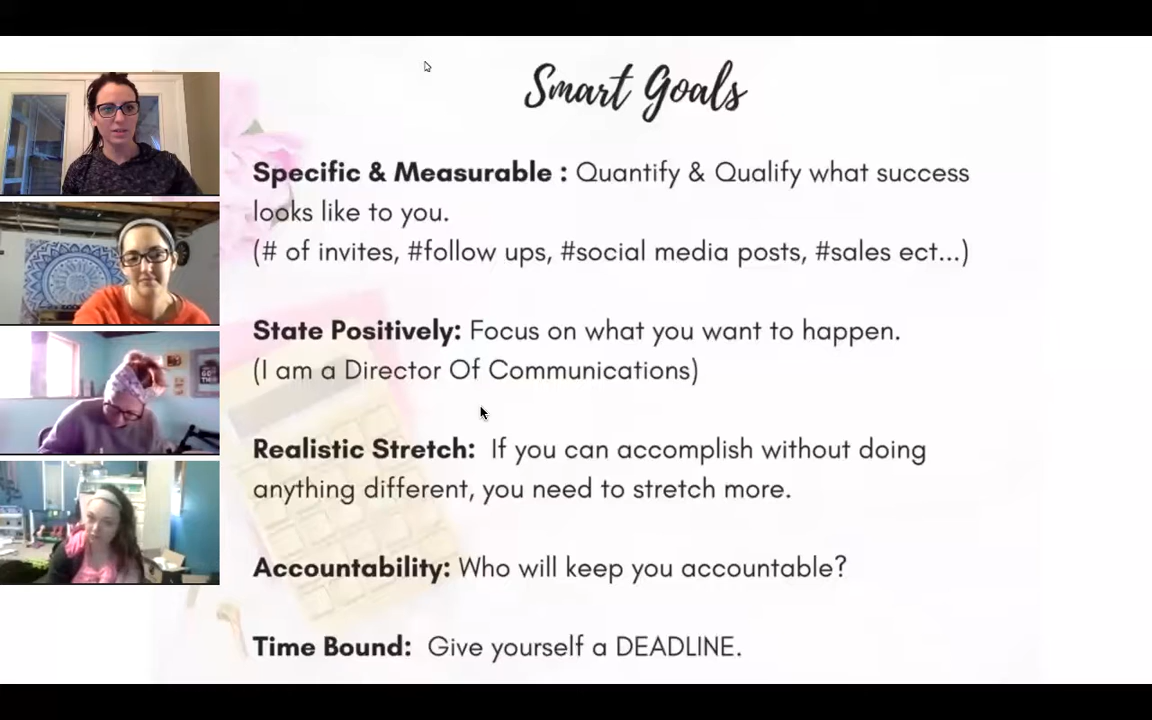 Smart Goals
Specific & Measurable : Quantify & Qualify what success
looks like to you.
(# of invites, #follow ups, #social media posts, #sales ect...)
State Positively: Focus on what you want to happen.
(I am a Director Of Communications)
Realistic Stretch: If you can accomplish without doing
anything different, you need to stretch more.
Accountability: Who will keep you accountable?
Time Bound: Give yourself a DEADLINE.